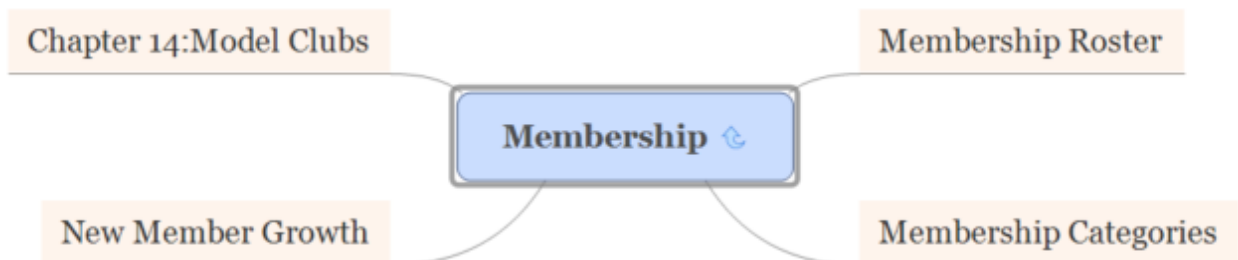 Chapter 14:Model Clubs
Membership Roster
Membership
New Member Growth
Membership Categories